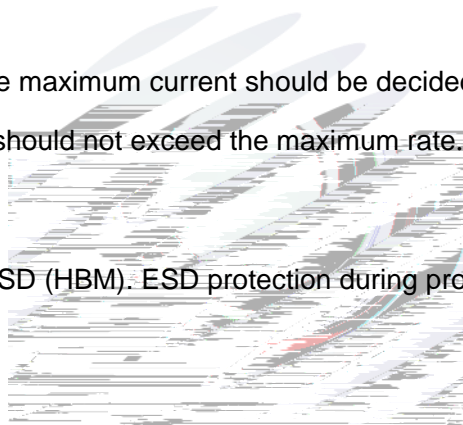 e maximum current should be decided
should not exceed the maximum rate.
SD (HBM). ESD protection during pro